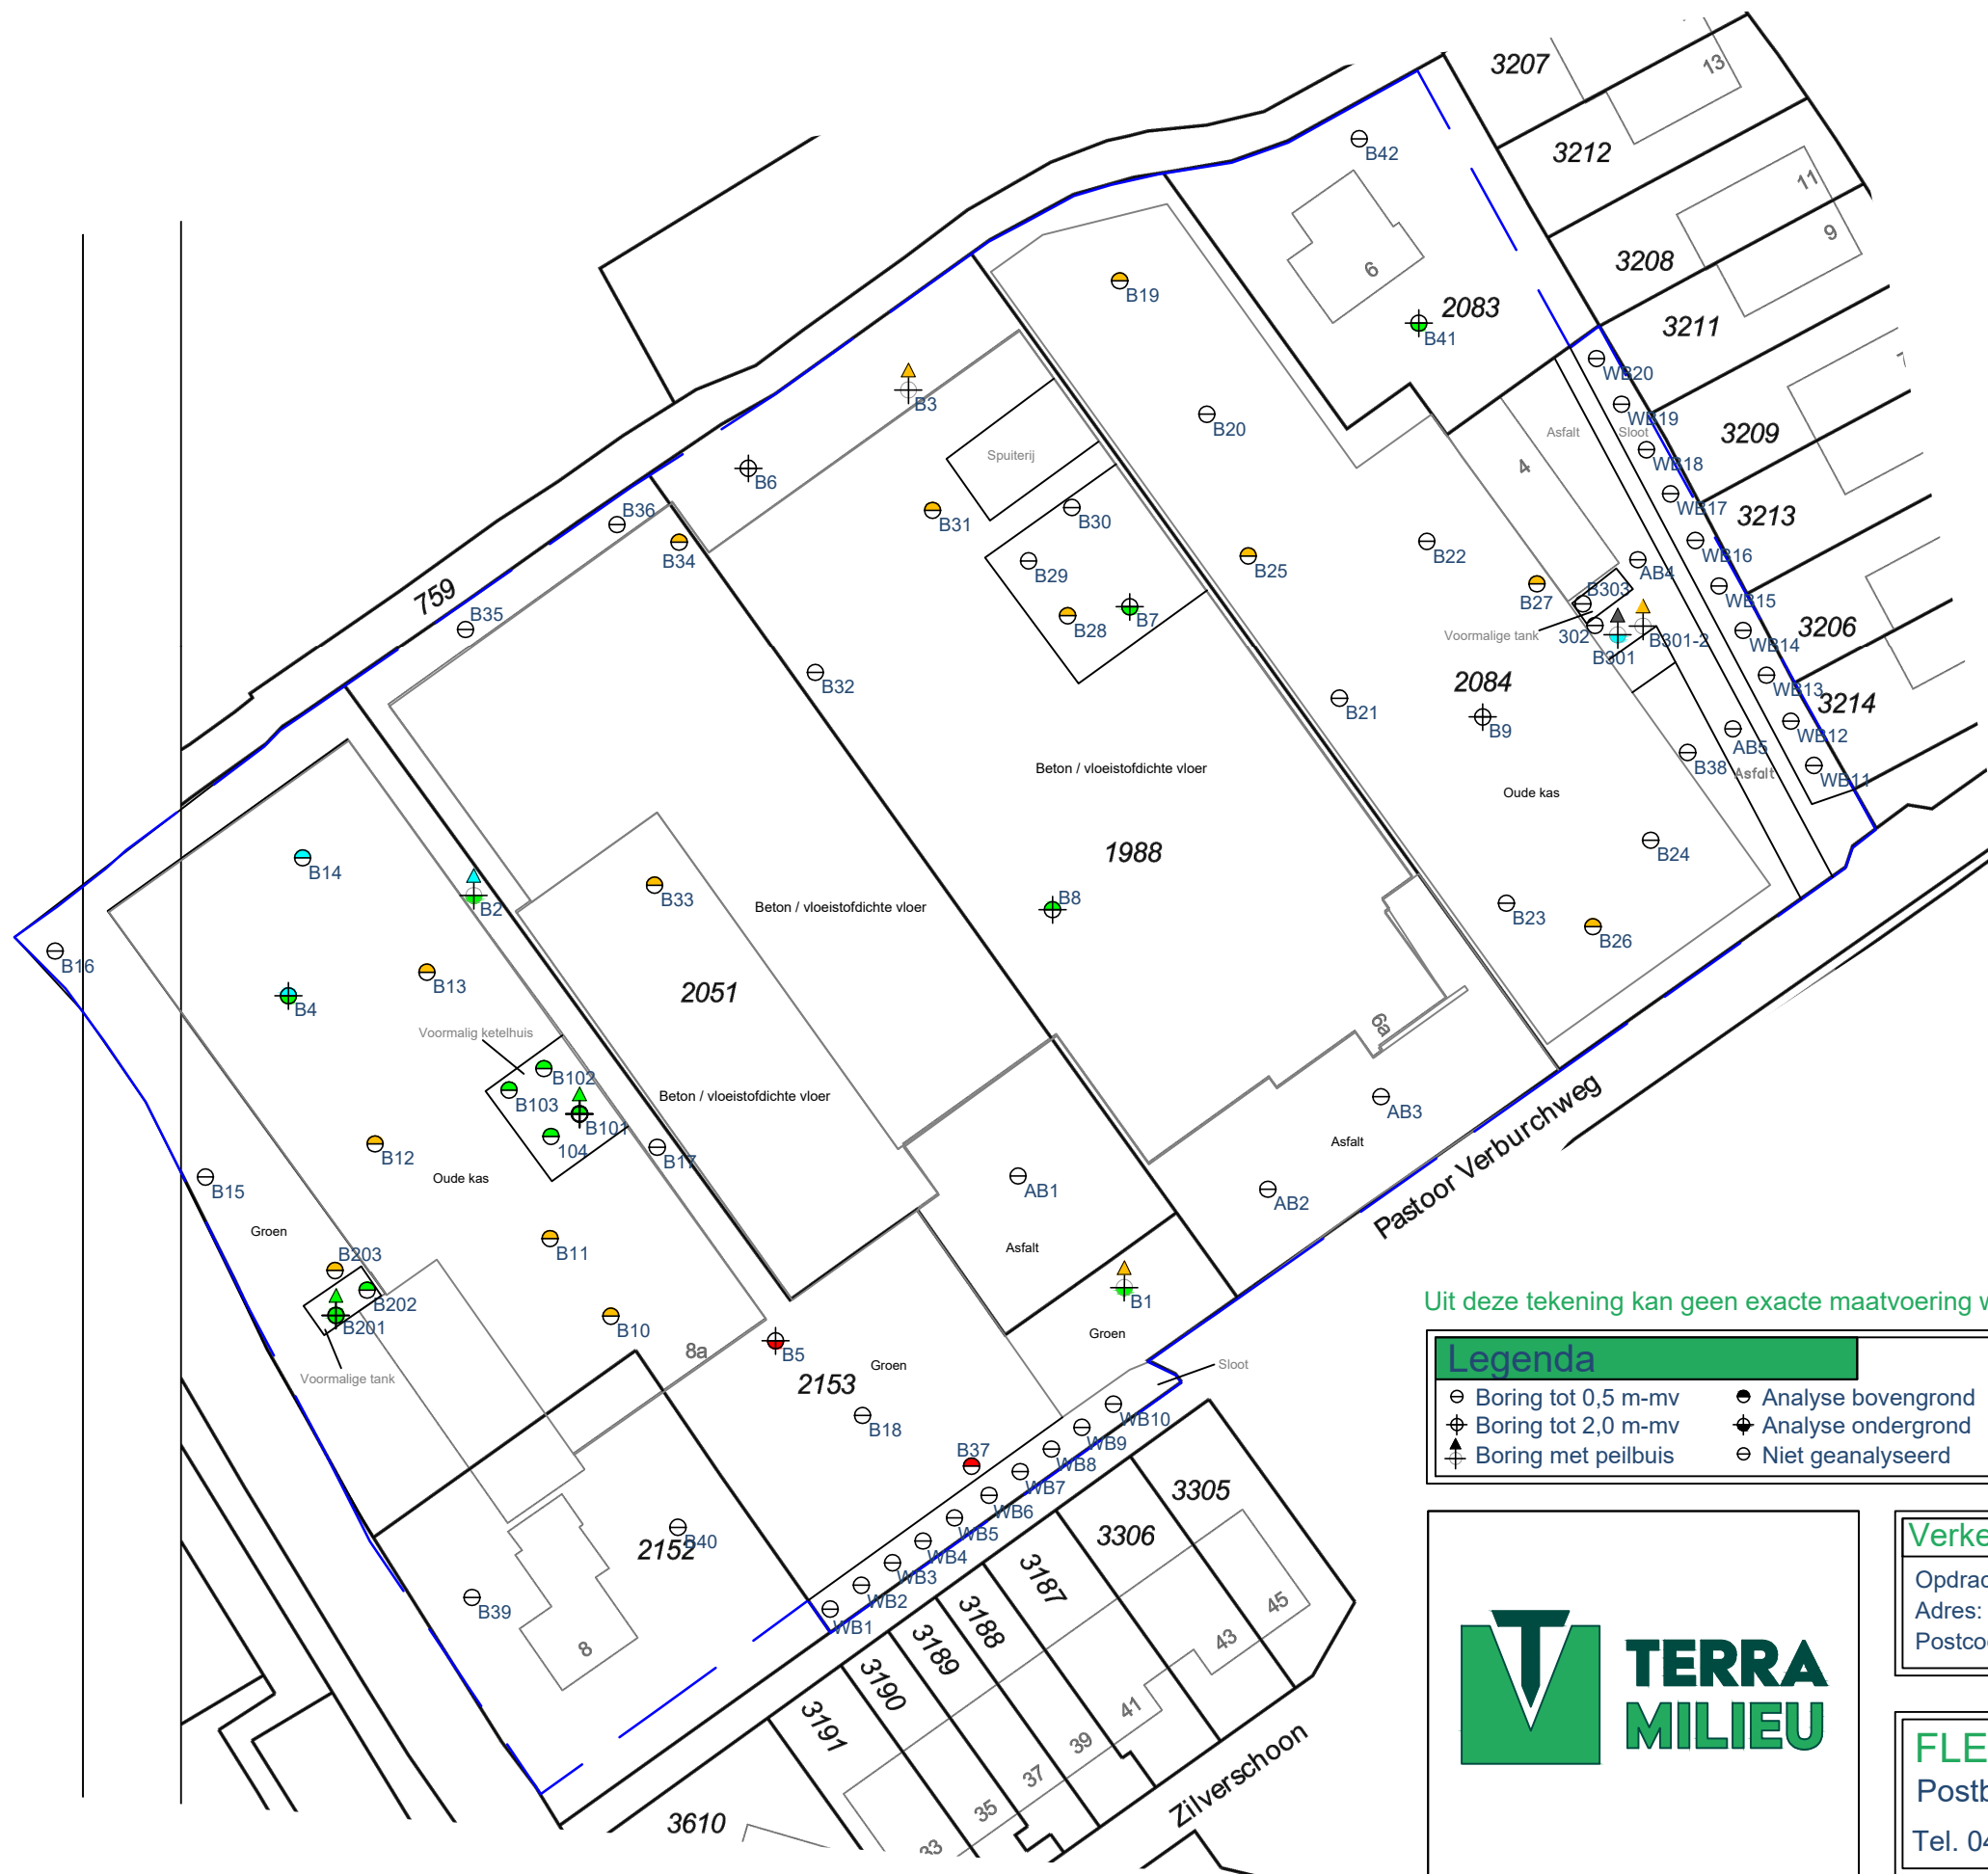 3207
13
3212
B42
11
9
3208
6
B19
2083
3211
B41
WB20
B3
WB19
B20
Asfalt
Sloot
3209
Spuiterij
4
WB18
B6
B36
B31
B30
WB17
3213
B34
B22
WB16
B29
B25
AB4
759
B27
B303
WB15
B35
B28
B7
302
B301-2
WB14
3206
Voormalige tank
B301
B32
2084
WB13
3214
B21
B9
WB12
AB5
Beton / vloeistofdichte vloer
B38
Asfalt
WB11
Oude kas
1988
B24
B14
B33
B8
B2
Beton / vloeistofdichte vloer
B23
B26
B16
B13
2051
B4
6a
Voormalig ketelhuis
B102
B103
Beton / vloeistofdichte vloer
AB3
B101
Pastoor Verburchweg
104
B12
B17
Asfalt
Oude kas
B15
AB1
AB2
Groen
B11
Asfalt
B203
B202
B201
B1
B10
8a
B5
Groen
Groen
Sloot
Voormalige tank
2153
B18
WB10
WB9
B37
WB8
WB7
3305
WB6
WB5
3306
B40
2152
WB4
WB3
3187
WB2
B39
WB1
3188
45
8
3189
43
3190
41
3191
39
37
35
33
3610
Zilverschoon
Uit deze tekening kan geen exacte maatvoering
Legenda
Boring tot 0,5 m-mv
Analyse bovengrond
Boring tot 2,0 m-mv
Analyse ondergrond
Boring met peilbuis
Niet geanalyseerd
TERRA
MILIEU
Verke
Opdrac
Adres:
Postco
FLE
Postb
Tel. 04